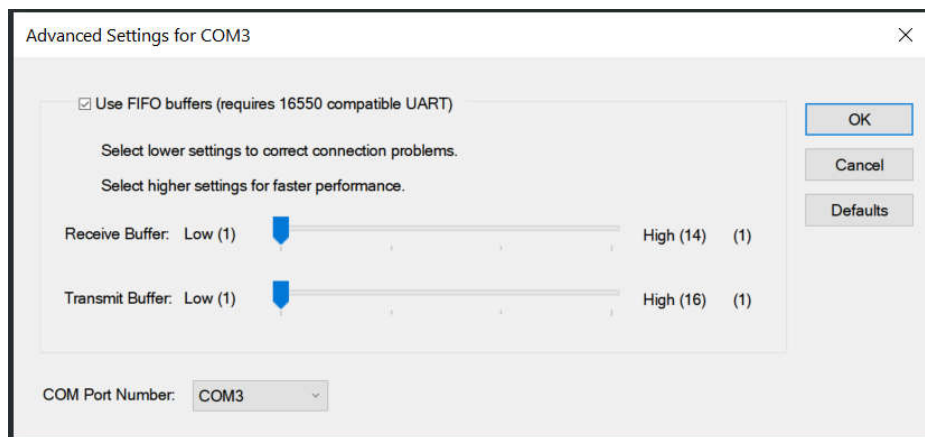 Advanced Settings for COM3
Use FIFO buffers (requires 16550 compatible UART)
OK
Select lower settings to correct connection problems.
Cancel
Select higher settings for faster performance.
Defaults
Receive Buffer: Low (1) High (14) (1)
Transmit Buffer: Low (1) High (16) (1)
COM Port Number: COM3